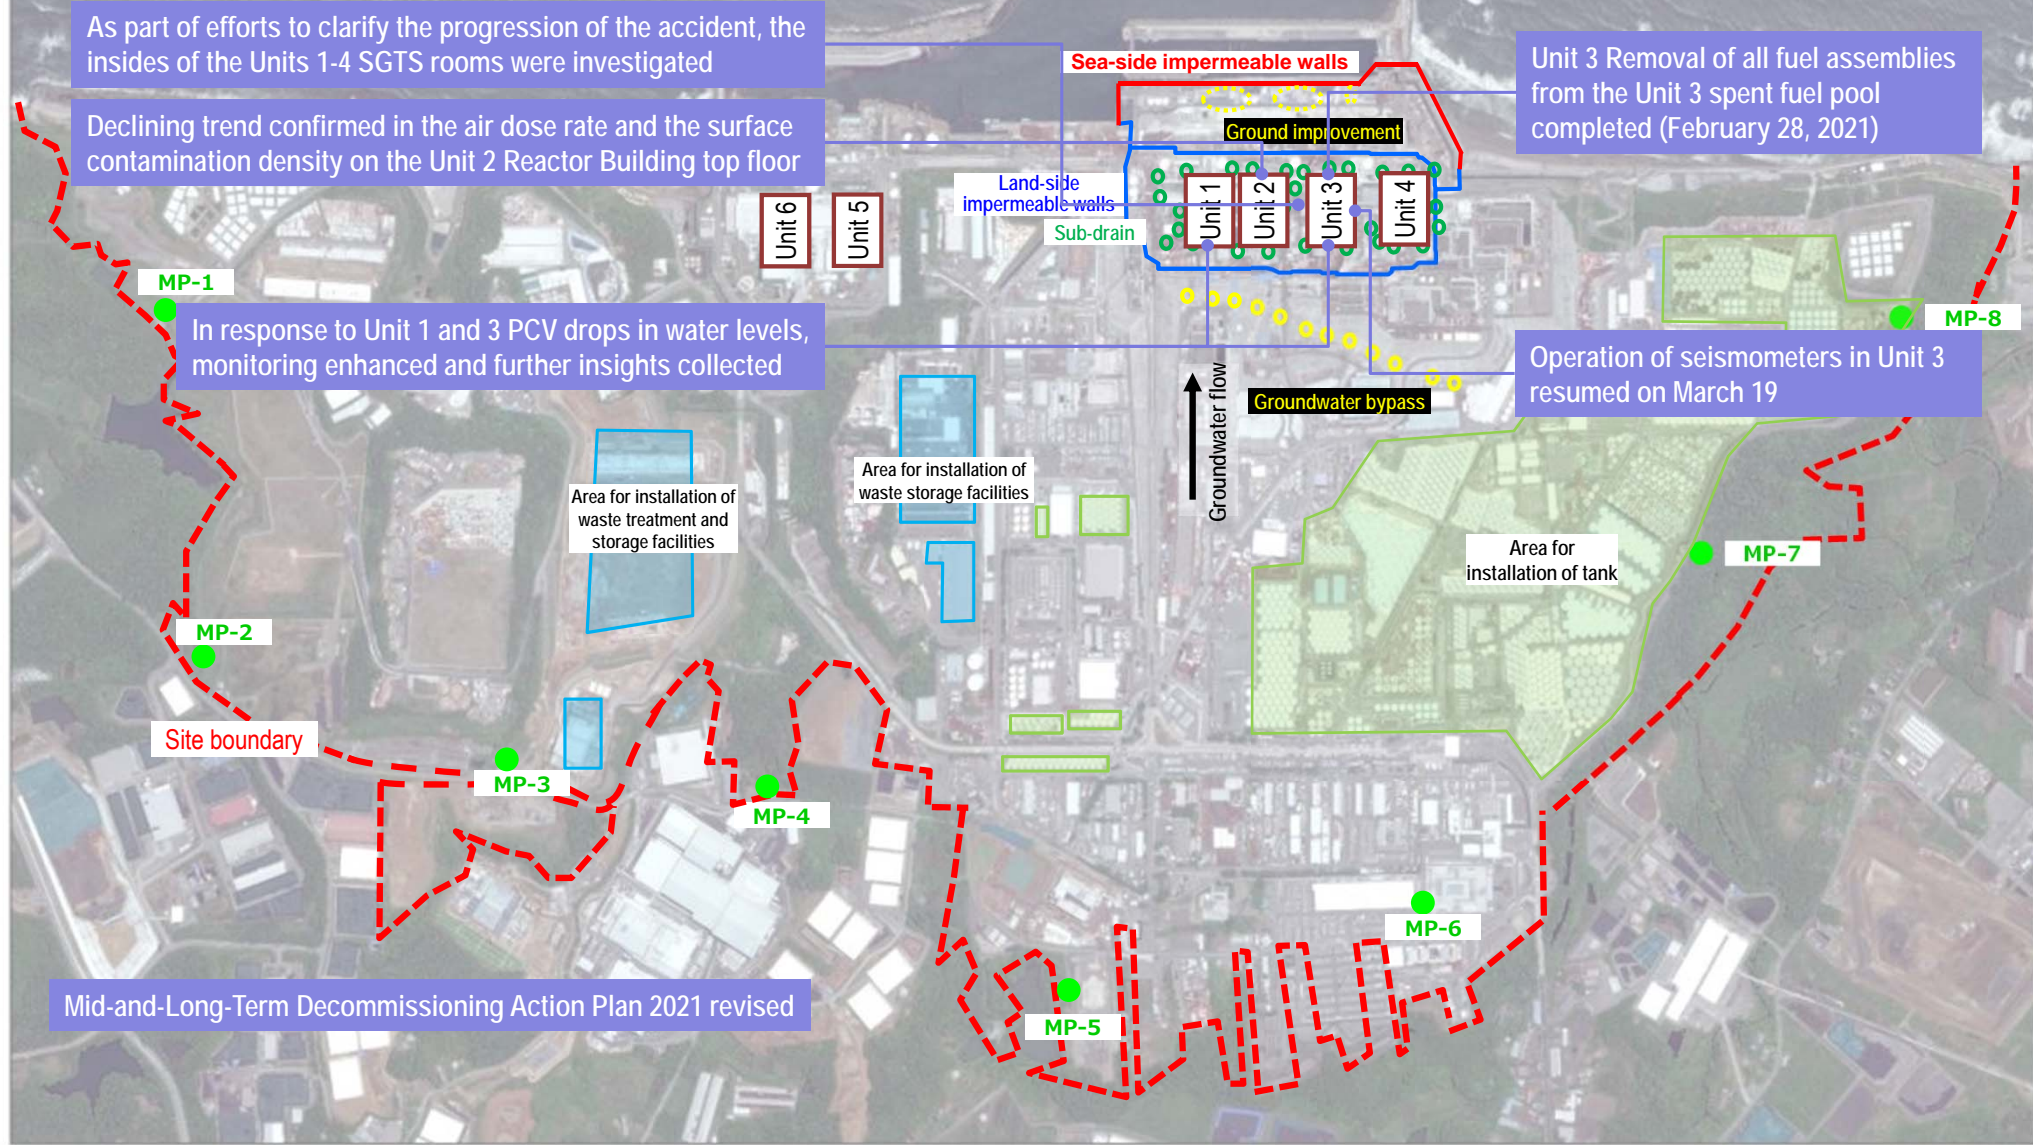 As part of efforts to clarify the progression of the accident, the
insides of the Units 1-4 SGTS rooms were investigated
Declining trend confirmed in the air dose rate and the surface
contamination density on the Unit 2 Reactor Building top floor
Sea-side impermeable walls
Unit 3 Removal of all fuel assemblies
from the Unit 3 spent fuel pool
completed (February 28, 2021)
Ground improvement
Land-side
impermeable walls
Sub-drain
Unit 6
Unit 5
Unit 1
Unit 2
Unit 3
Unit 4
MP-1
MP-8
In response to Unit 1 and 3 PCV drops in water levels,
monitoring enhanced and further insights collected
Operation of seismometers in Unit 3
resumed on March 19
Groundwater flow
Groundwater bypass
Area for installation of
waste treatment and
storage facilities
Area for installation of
waste storage facilities
Area for
installation of tank
MP-7
MP-2
Site boundary
MP-3
MP-4
MP-6
MP-5
Mid-and-Long-Term Decommissioning Action Plan 2021 revised